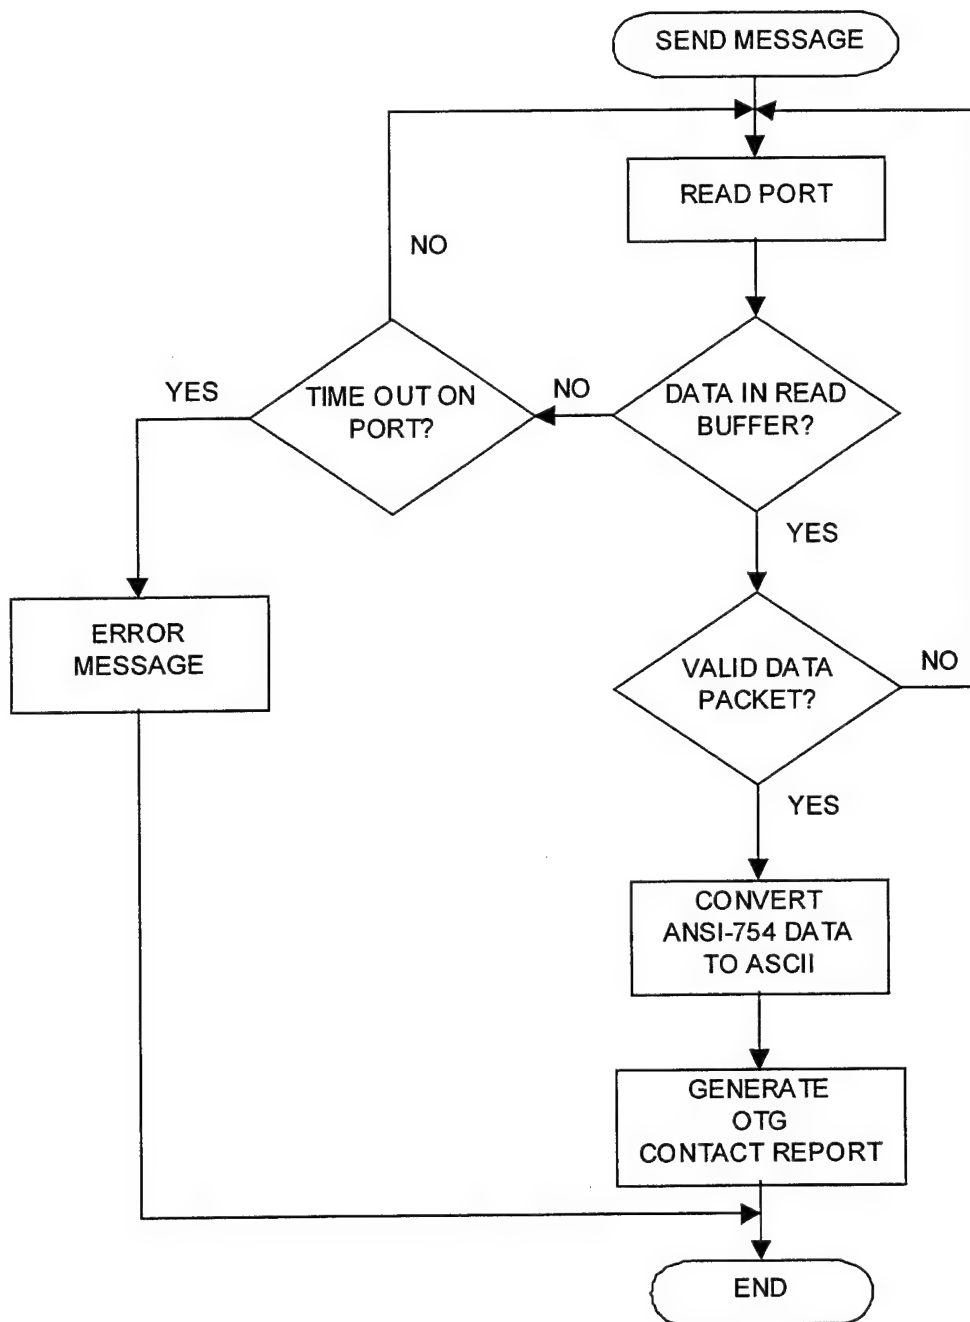 SEND MESSAGE
READ PORT
NO
YES
TIME OUT ON
PORT?
NO
DATA IN READ
BUFFER?
YES
ERROR
MESSAGE
VALID DATA
PACKET?
NO
YES
CONVERT
ANSI-754 DATA
TO ASCII
GENERATE
OTG
CONTACT REPORT
END